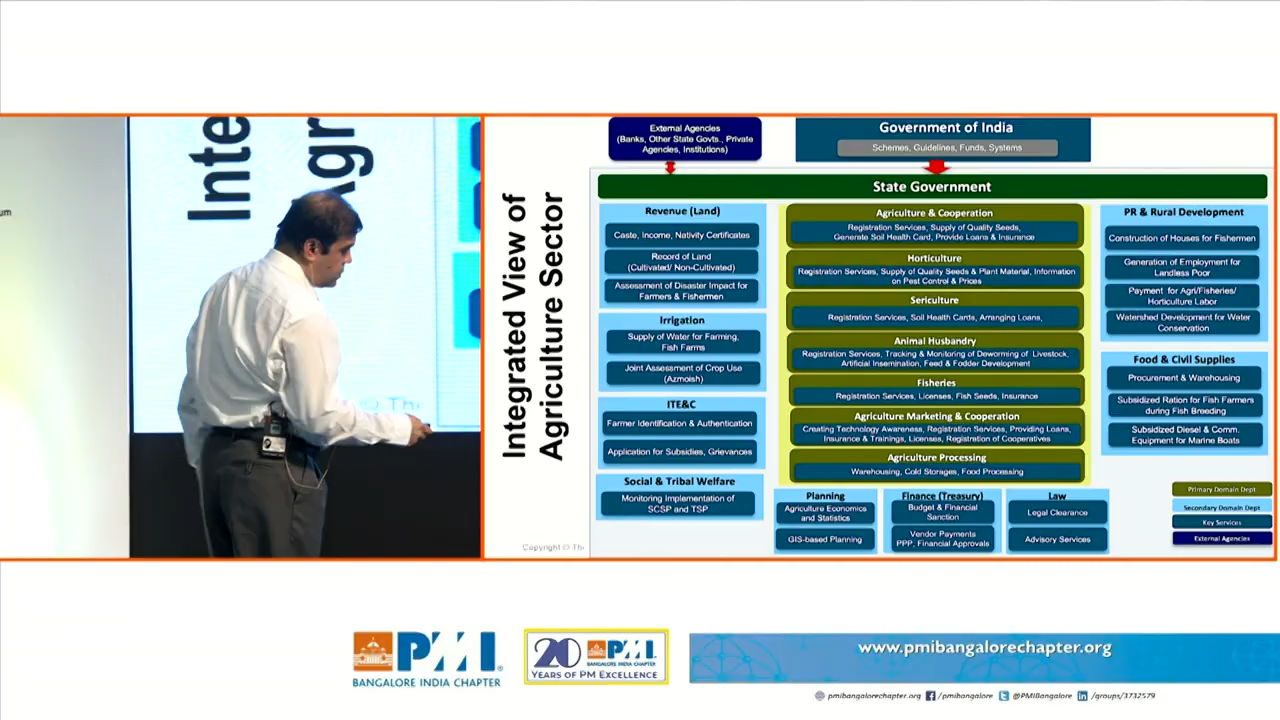 um
Inte
Agr
© Th
Integrated View of
Agriculture Sector
External Agencies
(Banks, Other State Govts., Private
Agencies, Institutions)
Government of India
Schemes, Guidelines, Funds, Systems
State Government
Revenue (Land)
Caste, Income, Nativity Certificates
Record of Land
(Cultivated/ Non-Cultivated)
Assessment of Disaster Impact for
Farmers & Fishermen
Irrigation
Supply of Water for Farming,
Fish Farms
Joint Assessment of Crop Use
(Azmoish)
ITE&C
Farmer Identification & Authentication
Application for Subsidies, Grievances
Social & Tribal Welfare
Monitoring Implementation of
SCSP and TSP
Agriculture & Cooperation
Registration Services, Supply of Quality Seeds,
Generate Soil Health Card, Provide Loans & Insurance
Horticulture
Registration Services, Supply of Quality Seeds & Plant Material, Information
on Pest Control & Prices
Sericulture
Registration Services, Soil Health Cards, Arranging Loans,
Animal Husbandry
Registration Services, Tracking & Monitoring of Deworming of Livestock,
Artificial Insemination, Feed & Fodder Development
Fisheries
Registration Services, Licenses, Fish Seeds, Insurance
Agriculture Marketing & Cooperation
Creating Technology Awareness, Registration Services, Providing Loans,
Insurance & Trainings, Licenses, Registration of Cooperatives
Agriculture Processing
Warehousing, Cold Storages, Food Processing
Planning
Agriculture Economics
and Statistics
GIS-based Planning
Finance (Treasury)
Budget & Financial
Sanction
Vendor Payments
PPP, Financial Approvals
Law
Legal Clearance
Advisory Services
PR & Rural Development
Construction of Houses for Fishermen
Generation of Employment for
Landless Poor
Payment for Agri/Fisheries/
Horticulture Labor
Watershed Development for Water
Conservation
Food & Civil Supplies
Procurement & Warehousing
Subsidized Ration for Fish Farmers
during Fish Breeding
Subsidized Diesel & Comm.
Equipment for Marine Boats
Primary Domain Dept
Secondary Domain Dept
Key Services
External Agencies
Copyright © Th
PMI
BANGALORE INDIA CHAPTER
20
PMI
BANGALORE INDIA CHAPTER
YEARS OF PM EXCELLENCE
www.pmibangalorechapter.org
pmibangalorechapter.org /pmibangalore @PMIBangalore /groups/3732579